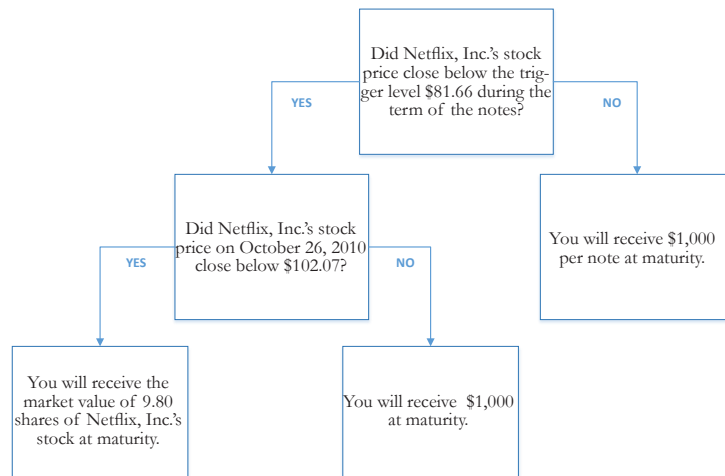 Did Netflix, Inc.'s stock
price close below the trig-
ger level $81.66 during the
term of the notes?
YES
NO
Did Netflix, Inc.'s stock
price on October 26, 2010
close below $102.07?
You will receive $1,000
per note at maturity.
YES
NO
You will receive the
market value of 9.80
shares of Netflix, Inc.'s
stock at maturity.
You will receive $1,000
at maturity.